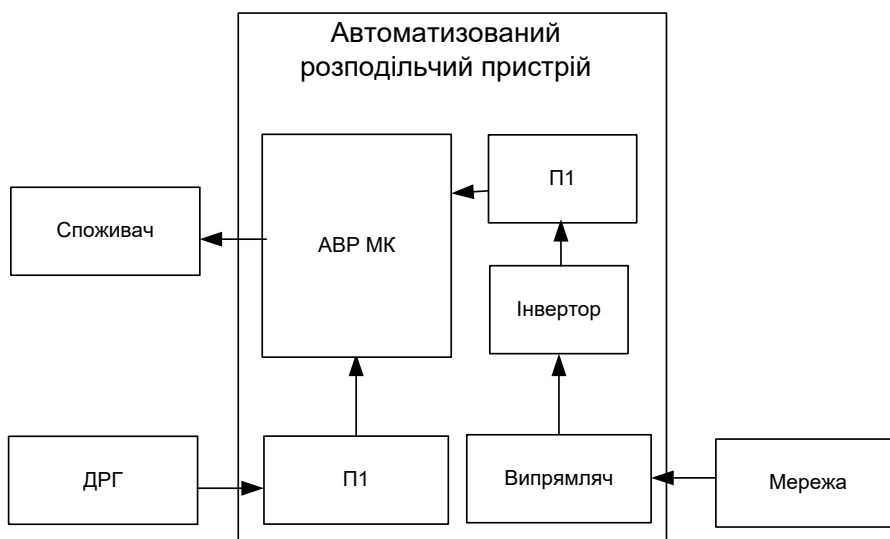 Автоматизований
розподільчий пристрій
П1
Споживач
АВР МК
Інвертор
ДРГ
П1
Випрямляч
Мережа